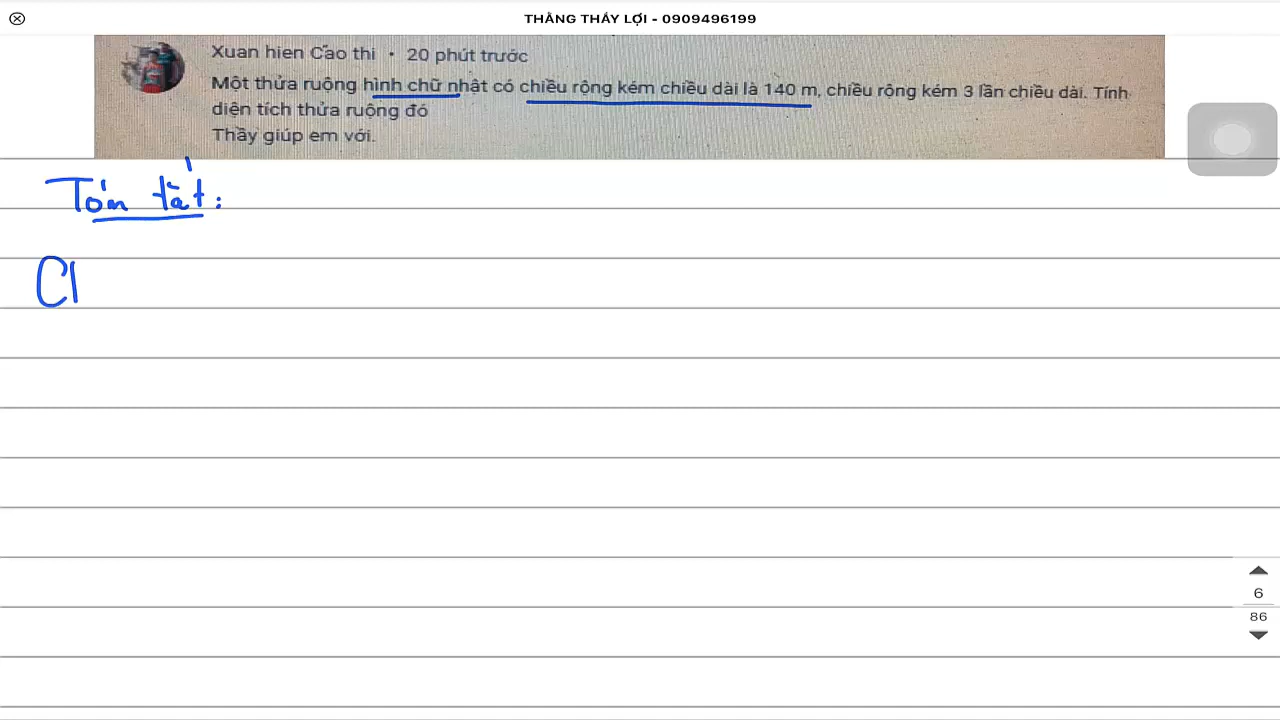 THẦNG THẦY LỢI - 0909496199
Xuan hien Cao thi • 20 phút trước
Một thửa ruộng hình chữ nhật có chiều rộng kém chiều dài là 140 m, chiều rộng kém 3 lần chiều dài. Tính
diện tích thửa ruộng đó
Thầy giúp em với.
Tóm tắt:
Cl
6
86